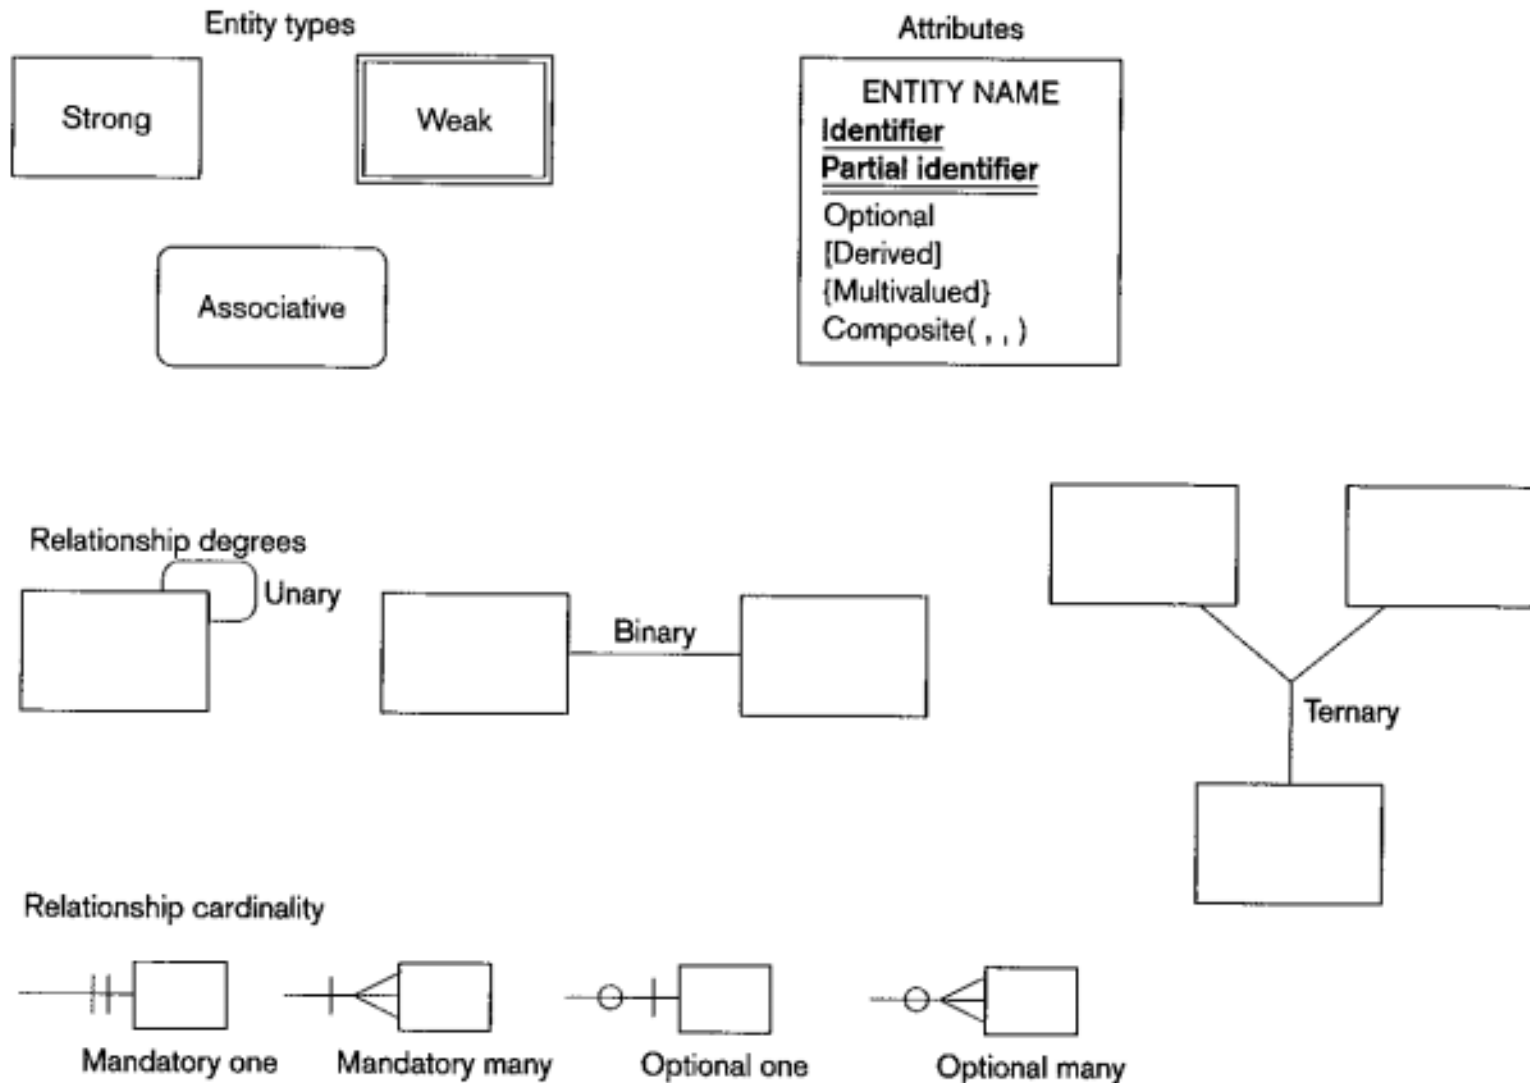 Entity types
Strong
Weak
Associative
Attributes
ENTITY NAME
Identifier
Partial identifier
Optional
[Derived]
{Multivalued}
Composite( , , )
Relationship degrees
Unary
Binary
Ternary
Relationship cardinality
Mandatory one
Mandatory many
Optional one
Optional many